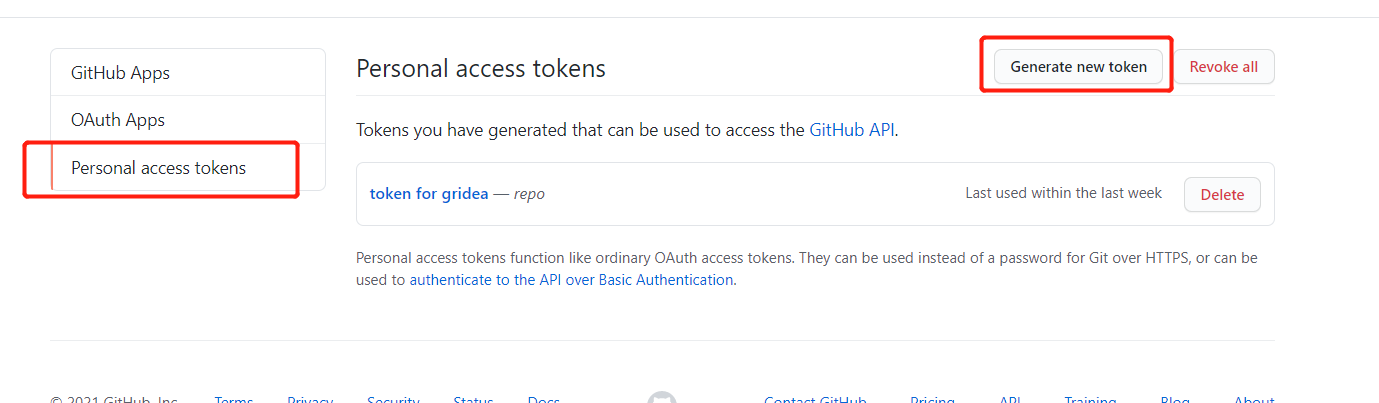 GitHub Apps
OAuth Apps
Personal access tokens
Personal access tokens
Generate new token
Revoke all
Tokens you have generated that can be used to access the GitHub API.
token for gridea — repo
Last used within the last week
Delete
Personal access tokens function like ordinary OAuth access tokens. They can be used instead of a password for Git over HTTPS, or can be
used to authenticate to the API over Basic Authentication.
© 2021 GitHub, Inc. Terms Privacy Security Status Docs Contact GitHub Pricing API Training Blog About